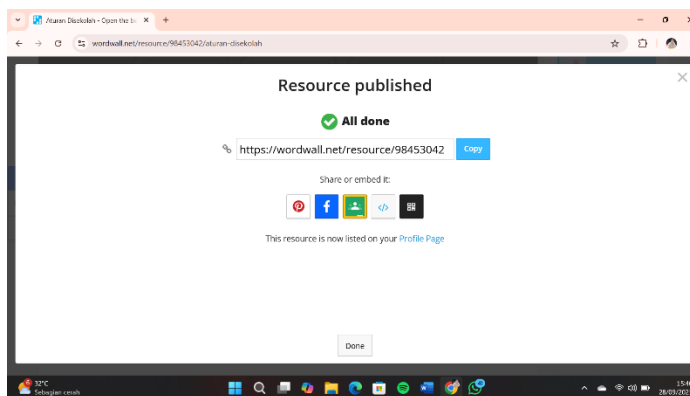 Aturan Disekolah - Open the b
wordwall.net/resource/98453042/aturan-disekolah
Resource published
All done
https://wordwall.net/resource/98453042
Copy
Share or embed it:
This resource is now listed on your Profile Page
Done
32°C
Sebagian cerah
15:4
28/09/202